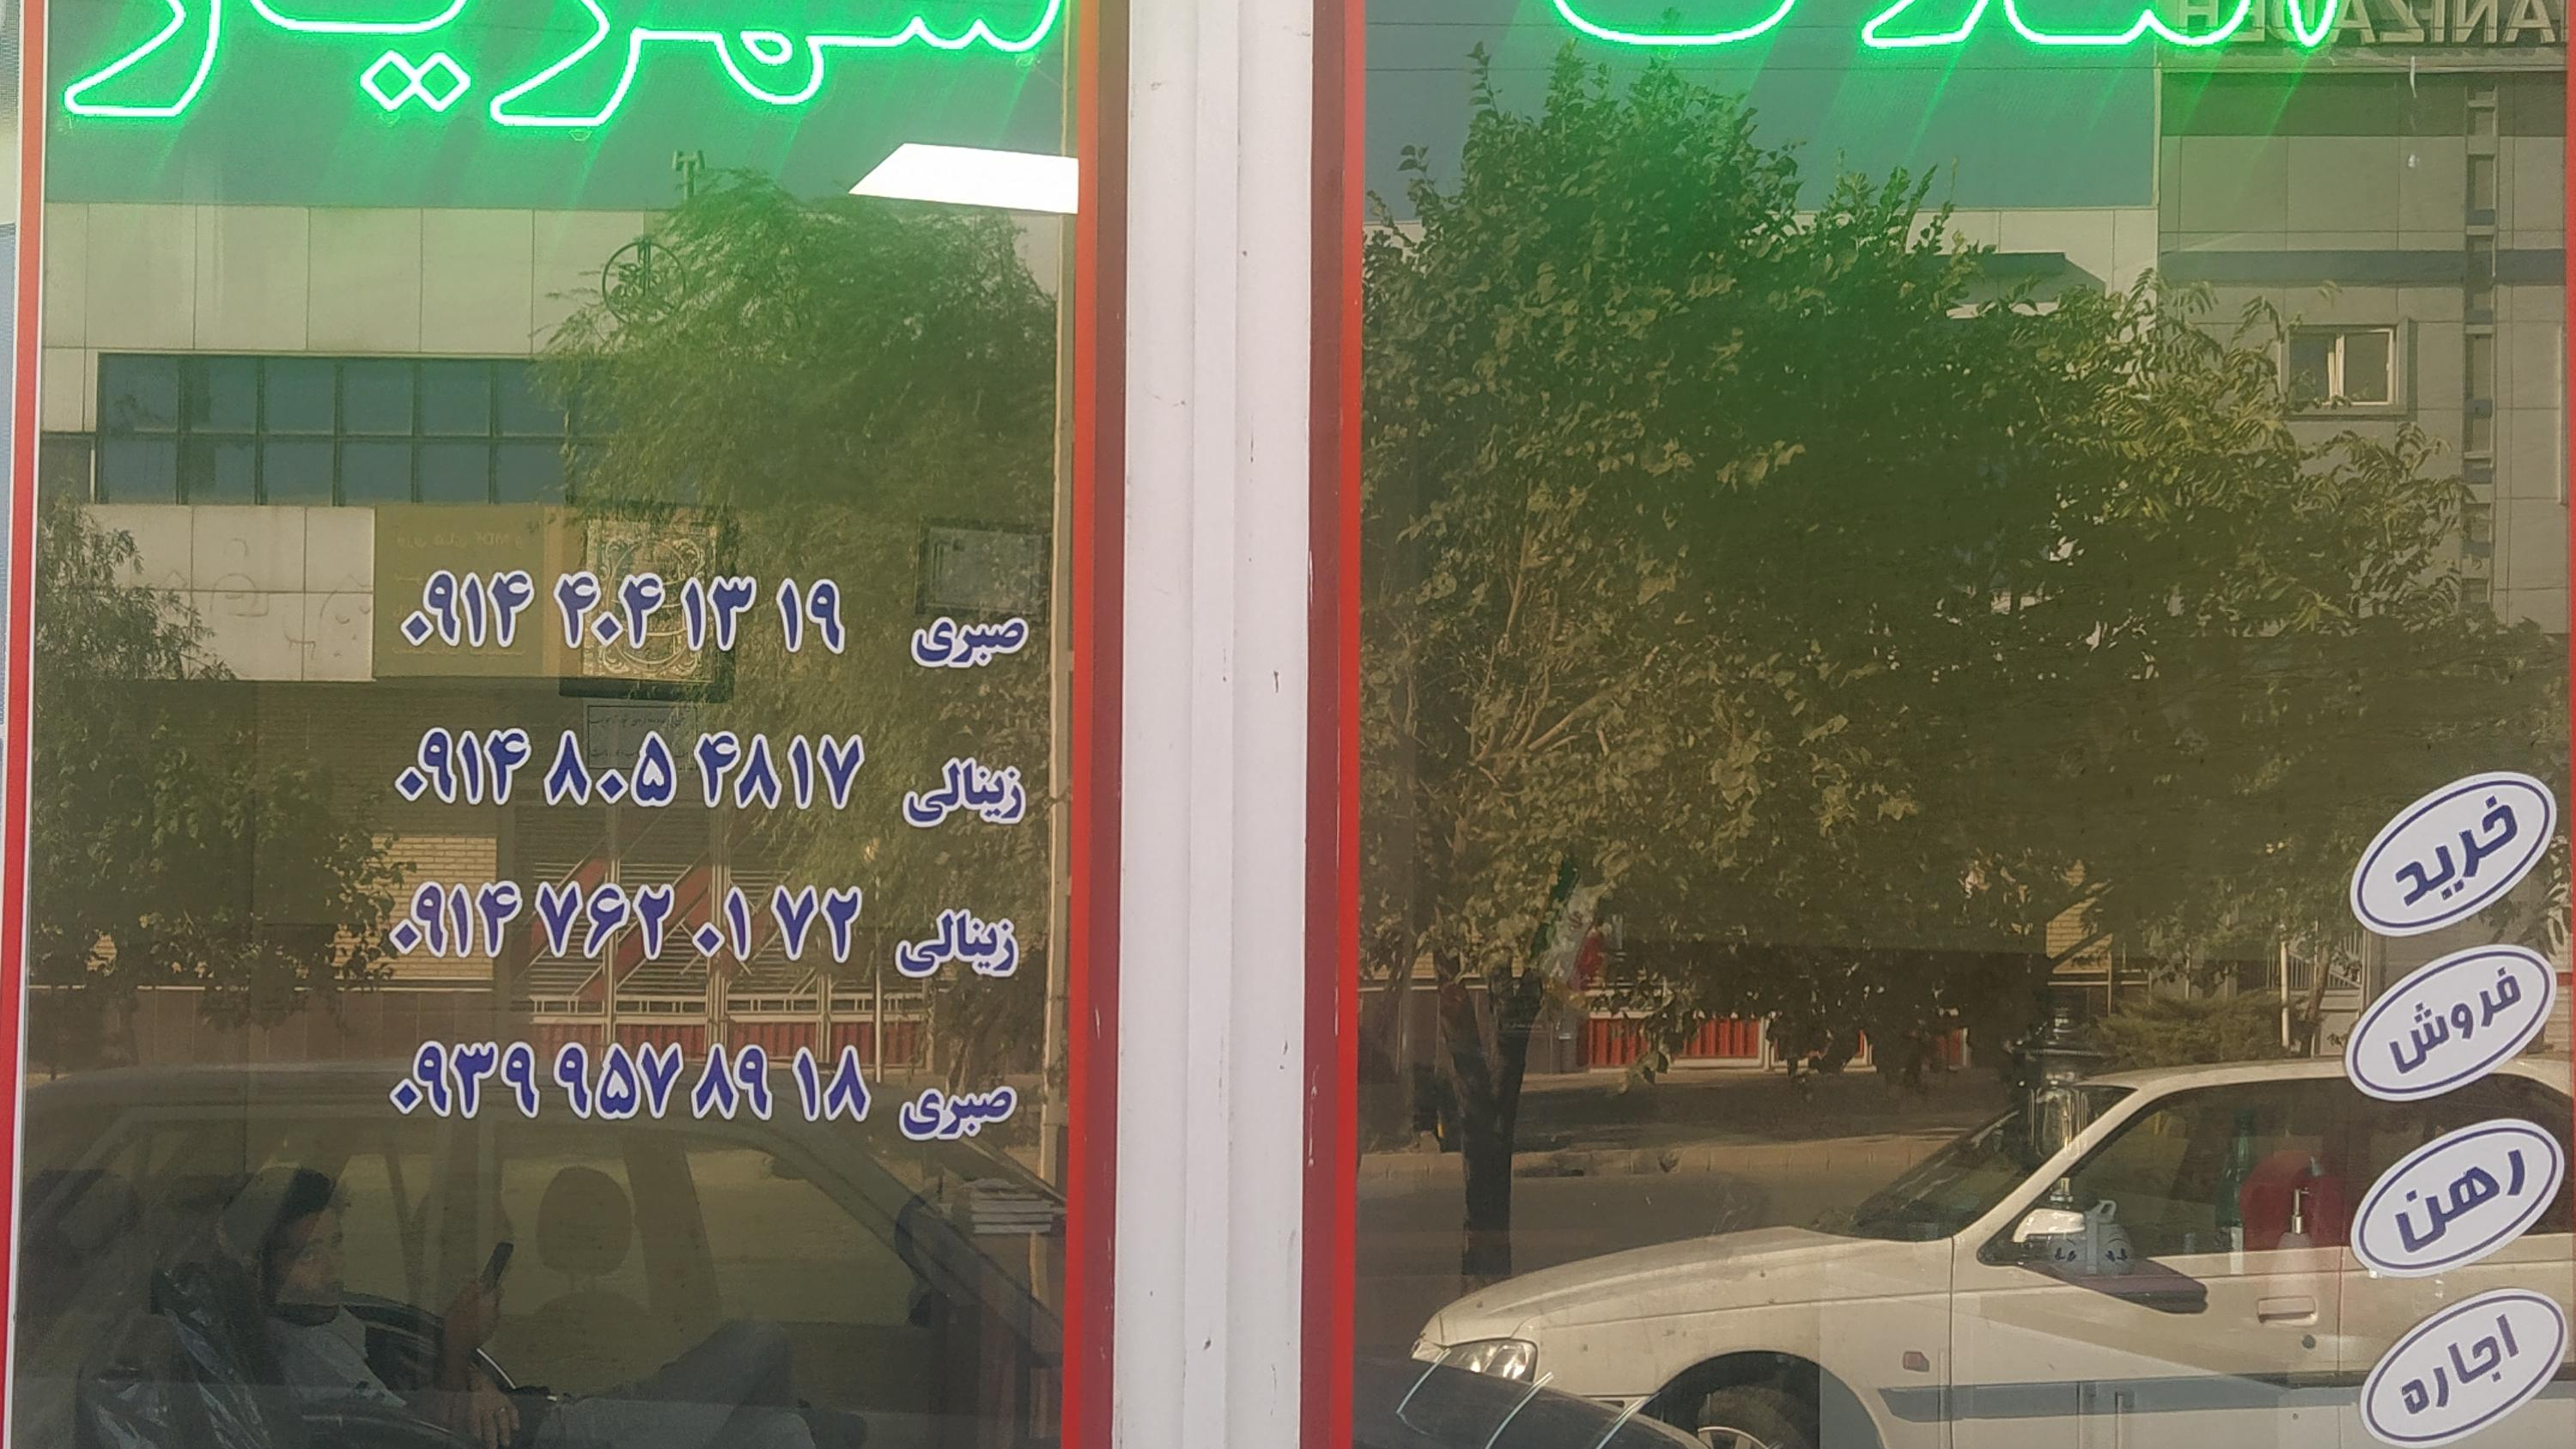 شهریار
صبری ۰۹۱۴ ۴۰۴ ۱۳ ۱۹
زینالی ۰۹۱۴ ۸۰۵ ۴۸۱۷
زینالی ۰۹۱۴ ۷۶۲ ۰۱ ۷۲
صبری ۰۹۳۹ ۹۵۷ ۸۹ ۱۸
خرید
فروش
رهن
اجاره